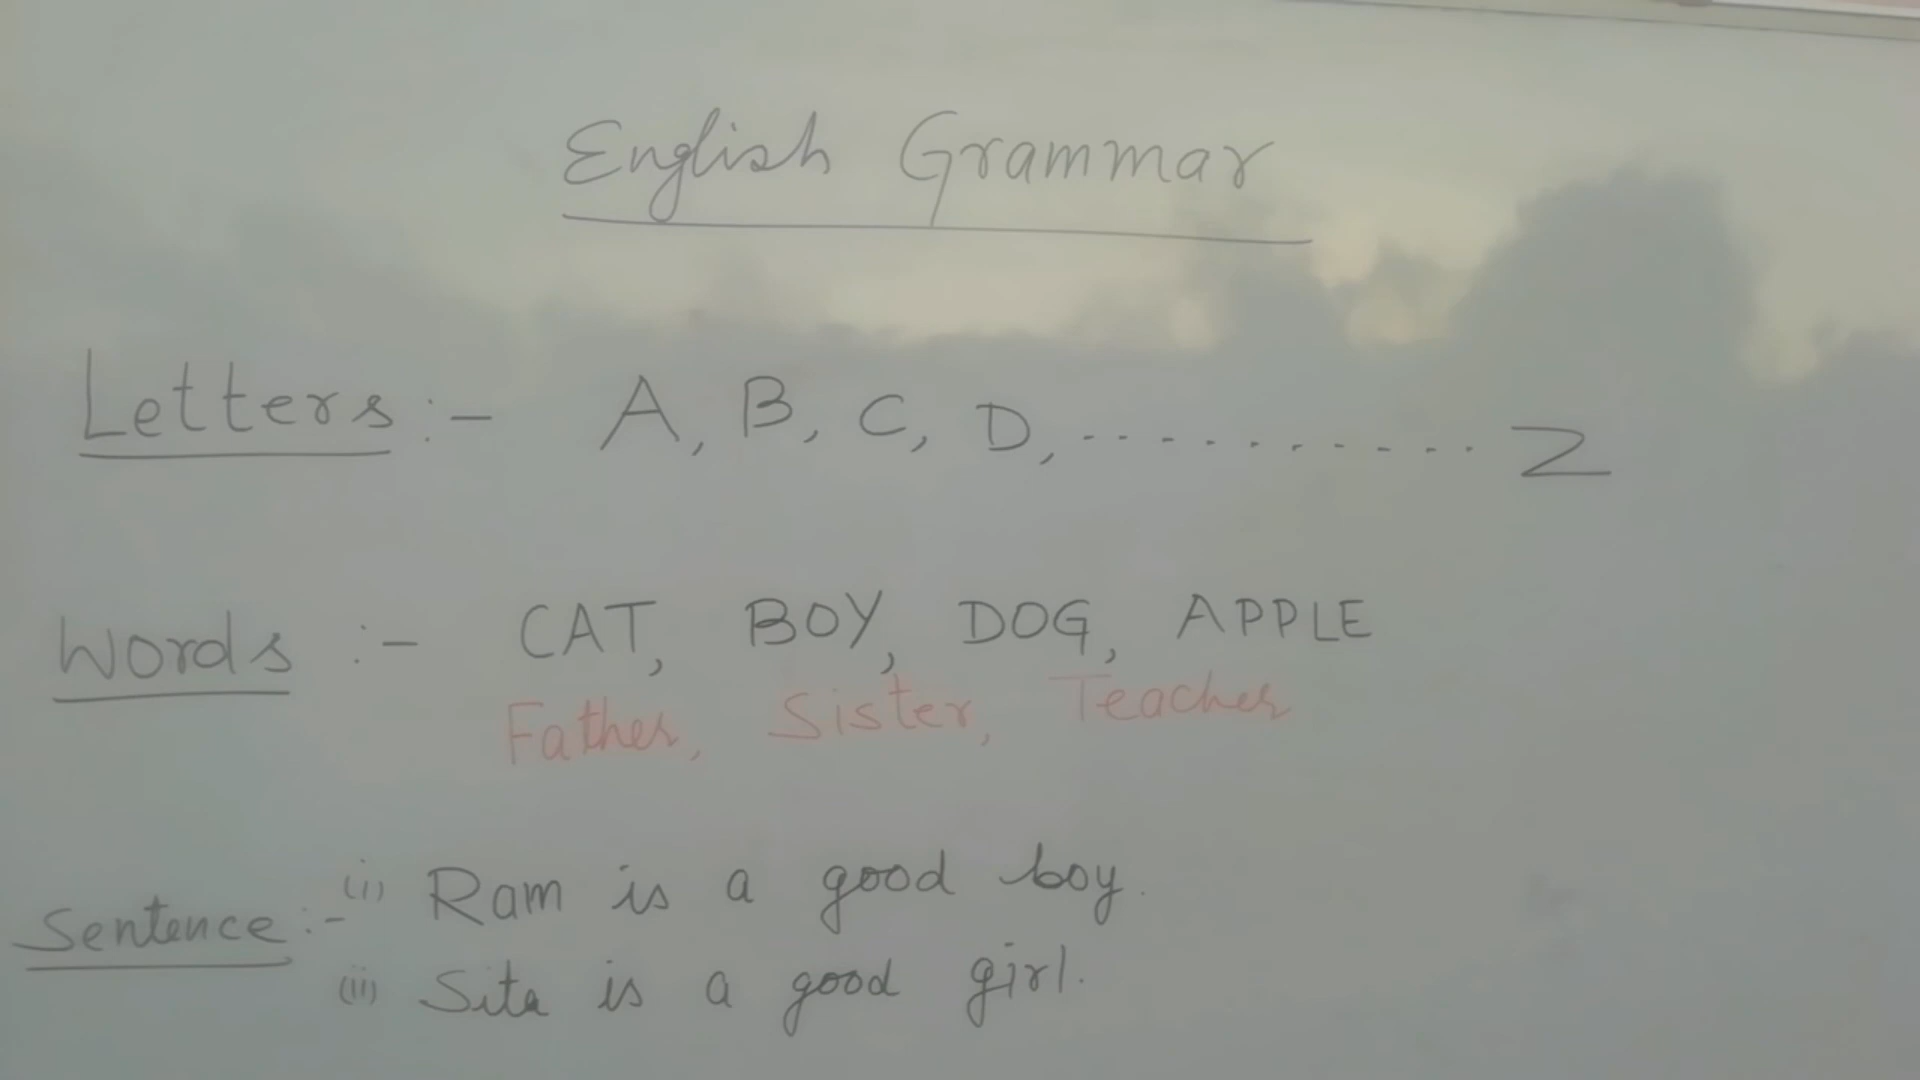 English Grammar
Letters :- A, B, C, D, ........... Z
Words :- CAT, BOY, DOG, APPLE
Father, Sister, Teacher
Sentence :- (i) Ram is a good boy.
(ii) Sita is a good girl.